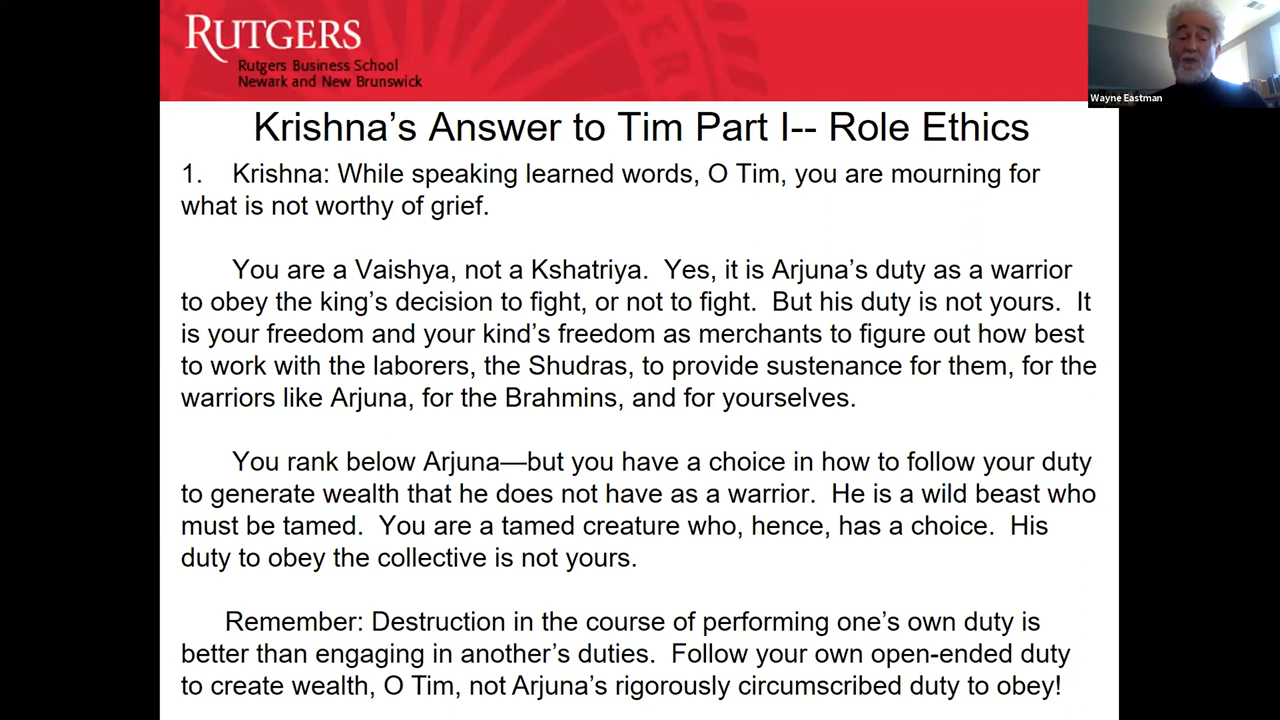 RUTGERS
Rutgers Business School
Newark and New Brunswick
Wayne Eastman
Krishna’s Answer to Tim Part I-- Role Ethics
1. Krishna: While speaking learned words, O Tim, you are mourning for
what is not worthy of grief.
You are a Vaishya, not a Kshatriya. Yes, it is Arjuna’s duty as a warrior
to obey the king’s decision to fight, or not to fight. But his duty is not yours. It
is your freedom and your kind’s freedom as merchants to figure out how best
to work with the laborers, the Shudras, to provide sustenance for them, for the
warriors like Arjuna, for the Brahmins, and for yourselves.
You rank below Arjuna—but you have a choice in how to follow your duty
to generate wealth that he does not have as a warrior. He is a wild beast who
must be tamed. You are a tamed creature who, hence, has a choice. His
duty to obey the collective is not yours.
Remember: Destruction in the course of performing one’s own duty is
better than engaging in another’s duties. Follow your own open-ended duty
to create wealth, O Tim, not Arjuna’s rigorously circumscribed duty to obey!